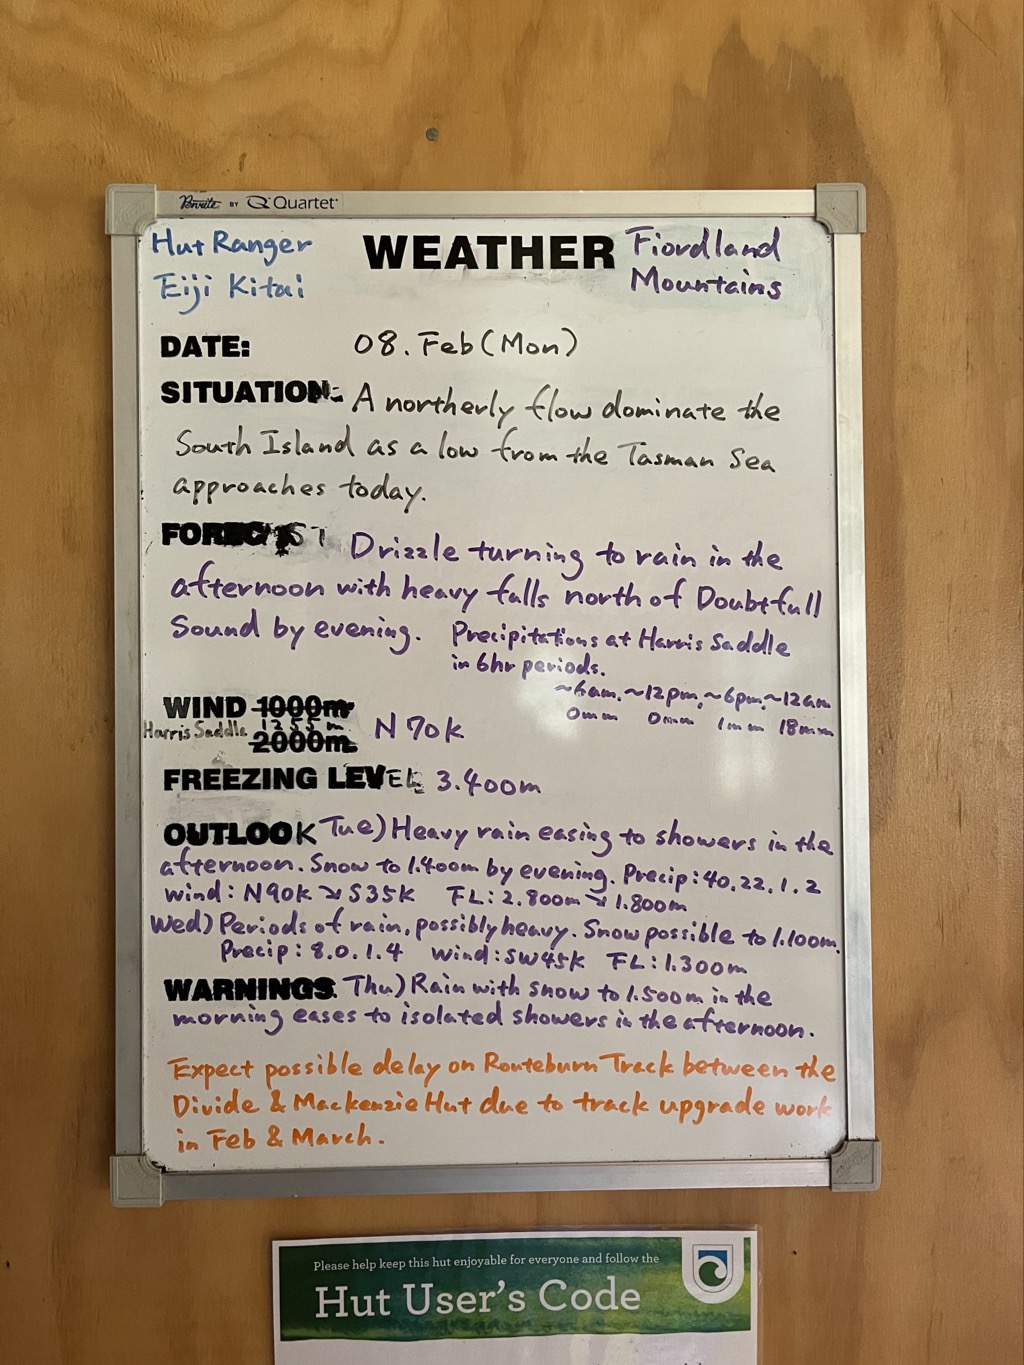 Penrite BY Quartet
Hut Ranger
Eiji Kitai
WEATHER
Fiordland
Mountains
DATE: 08. Feb (Mon)
SITUATION: A northerly flow dominate the
South Island as a low from the Tasman Sea
approaches today.
FORECAST Drizzle turning to rain in the
afternoon with heavy falls north of Doubtfull
Sound by evening. Precipitations at Harris Saddle
in 6hr periods.
~6am. ~12pm. ~6pm. ~12am
0mm 0mm 1mm 18mm
WIND 1000m
Harris Saddle 1255m N 70k
2000m
FREEZING LEVEL 3.400m
OUTLOOK Tue) Heavy rain easing to showers in the
afternoon. Snow to 1.400m by evening. Precip: 40.22.1.2
Wind: N90k ↘ S35k FL: 2.800m ↘ 1.800m
Wed) Periods of rain, possibly heavy. Snow possible to 1.100m.
Precip: 8.0.1.4 Wind: SW45k FL: 1.300m
WARNINGS Thu) Rain with snow to 1.500m in the
morning eases to isolated showers in the afternoon.
Expect possible delay on Routeburn Track between the
Divide & Mackenzie Hut due to track upgrade work
in Feb & March.
Please help keep this hut enjoyable for everyone and follow the
Hut User's Code